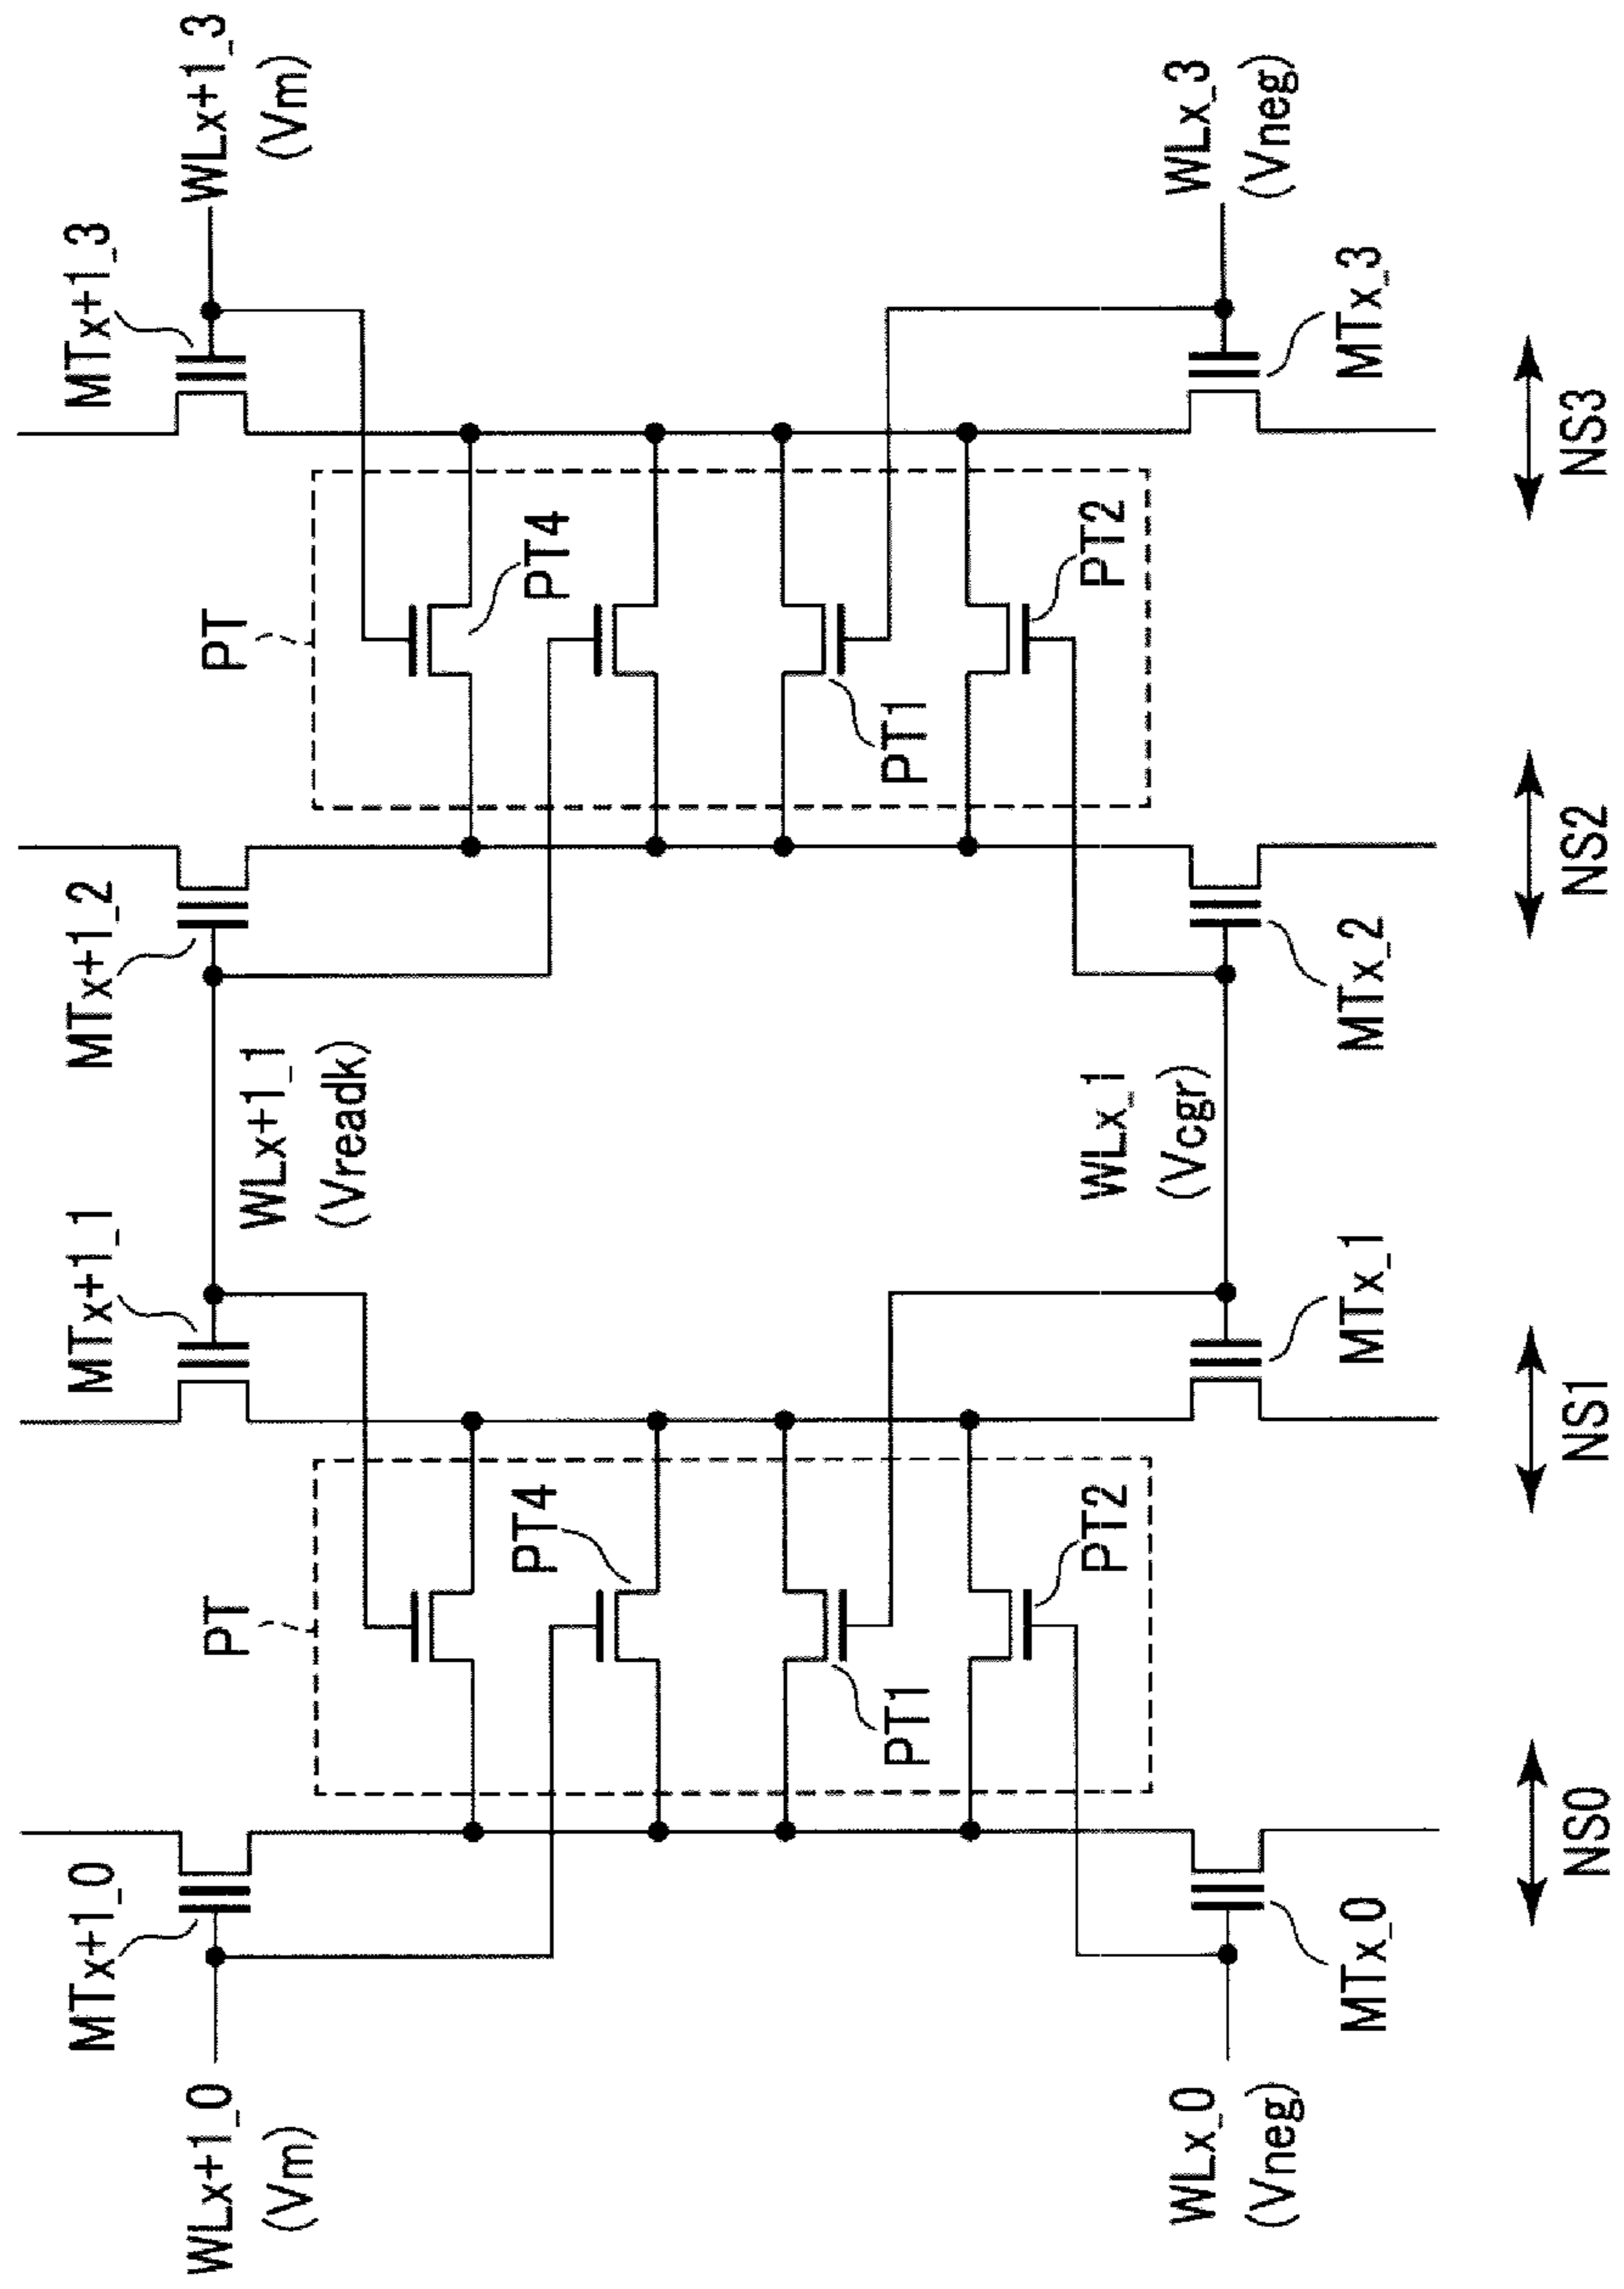 MTx+1_0
MTx+1_1
MTx+1_2
MTx+1_3
WLx+1_0
(Vm)
PT
WLx+1_1
(Vreadk)
PT
WLx+1_3
(Vm)
PT4
PT4
PT1
PT1
PT2
WLx_1
(Vcgr)
PT2
WLx_0
(Vneg)
WLx_3
(Vneg)
MTx_0
MTx_1
MTx_2
MTx_3
NS0
NS1
NS2
NS3